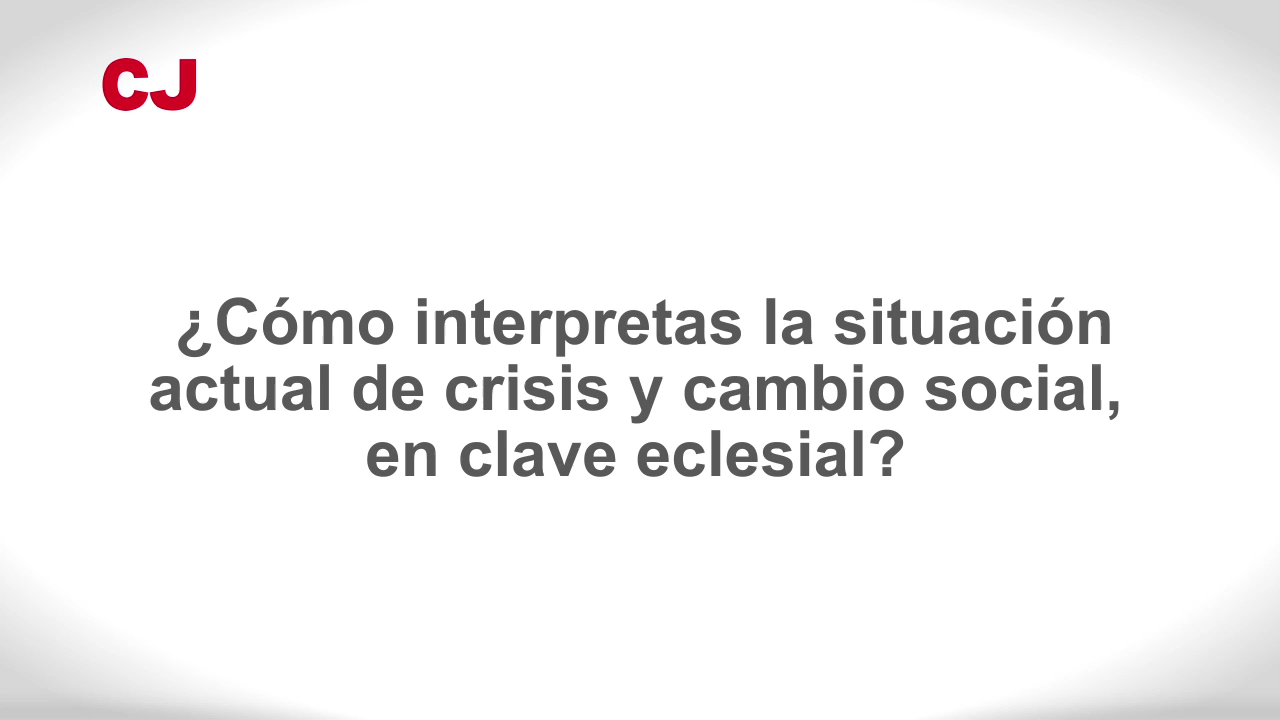 CJ
¿Cómo interpretas la situación
actual de crisis y cambio social,
en clave eclesial?